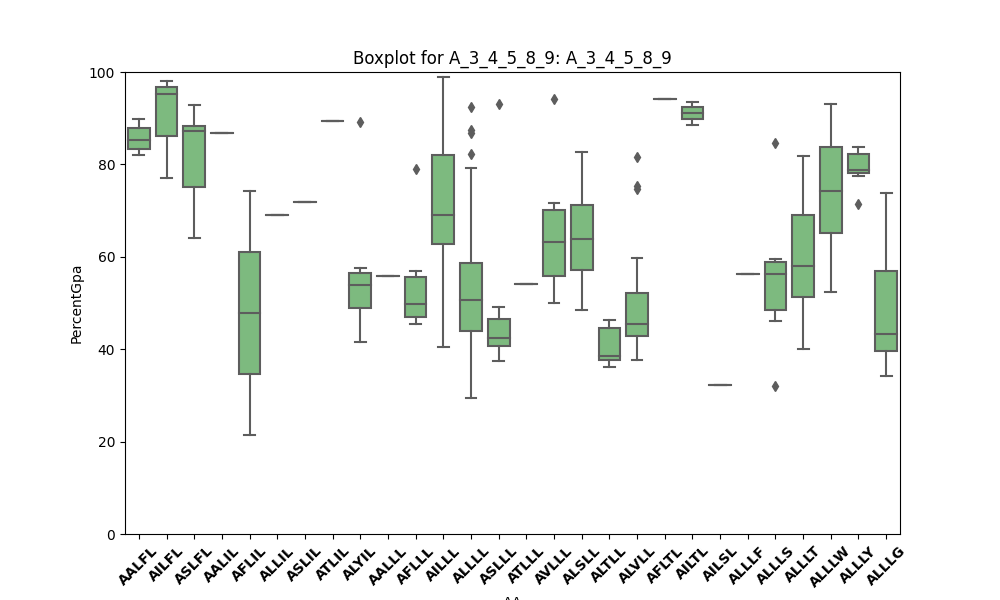 Boxplot for A_3_4_5_8_9: A_3_4_5_8_9
100
80
60
40
20
0
PercentGpa
AALFL AILFL ASLFL AALIL AFLIL ALLIL ASLIL ATLIL ALYIL AALLL AFLLL AILLL ALLLL ASLLL ATLLL AVLLL ALSLL ALTLL ALVLL AFLTL AILTL AILSL ALLLF ALLLS ALLLT ALLLW ALLLY ALLLG